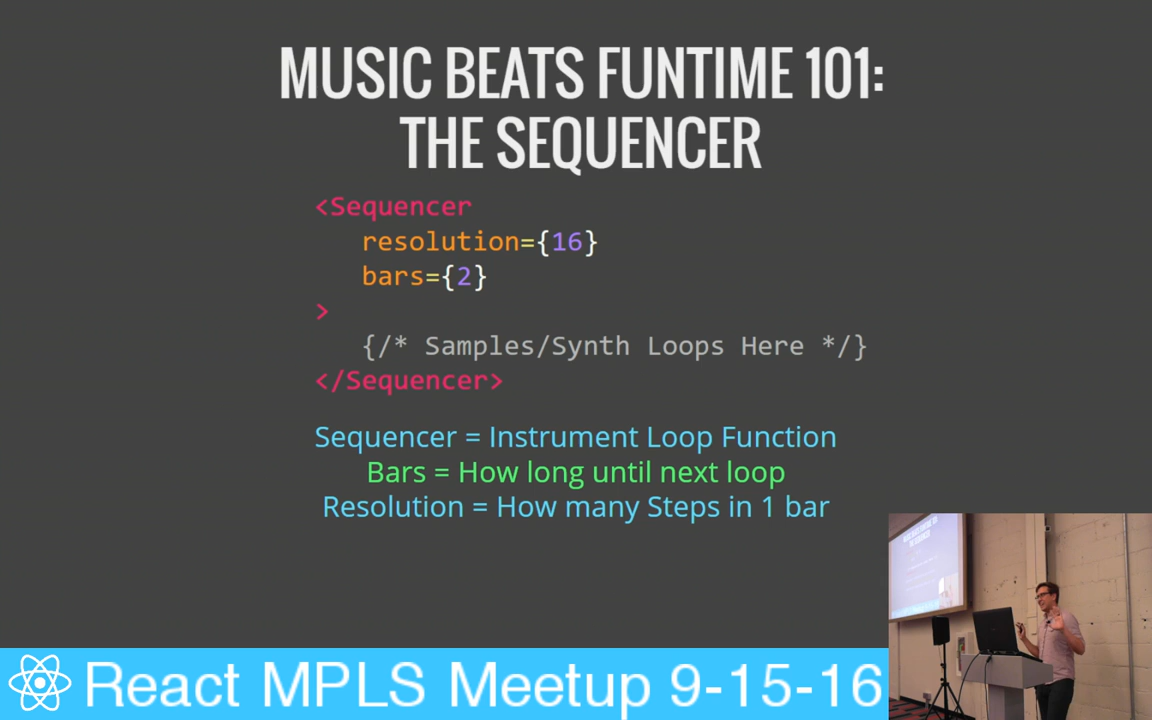 MUSIC BEATS FUNTIME 101:
THE SEQUENCER
<Sequencer
resolution={16}
bars={2}
>
{/* Samples/Synth Loops Here */}
</Sequencer>
Sequencer = Instrument Loop Function
Bars = How long until next loop
Resolution = How many Steps in 1 bar
React MPLS Meetup 9-15-16